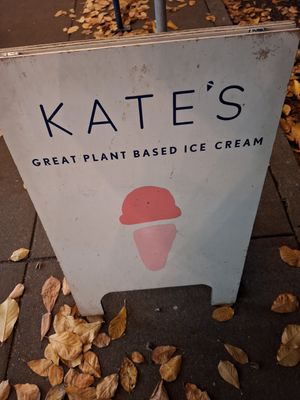 KATE'S
GREAT PLANT BASED ICE CREAM